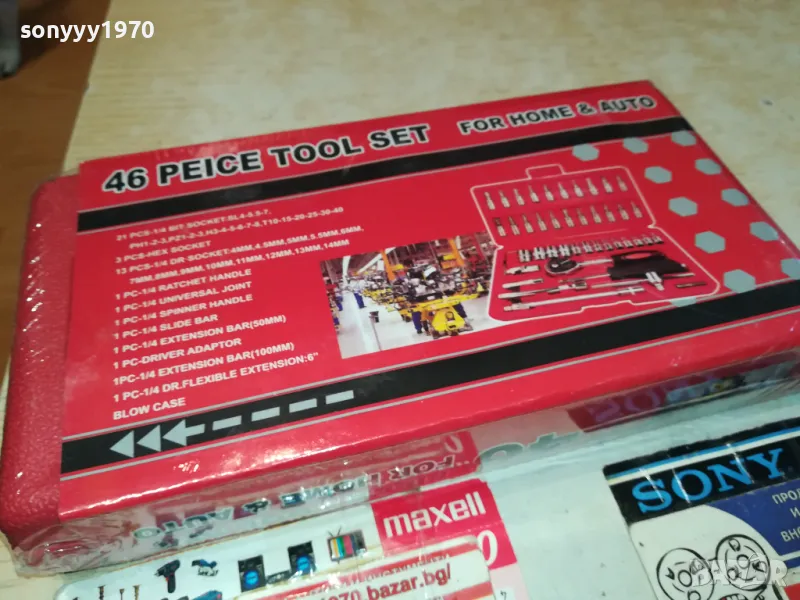 sonyyy1970
46 PEICE TOOL SET FOR HOME & AUTO
21 PCS-1/4 BIT SOCKET:SL4-5.5-7,
PH1-2-3,PZ1-2-3,H3-4-5-6-7-8,T10-15-20-25-30-40
3 PCS-HEX SOCKET
13 PCS-1/4 DR SOCKET:4MM,4.5MM,5MM,5.5MM,6MM,
79MM,8MM,9MM,10MM,11MM,12MM,13MM,14MM
1 PC-1/4 RATCHET HANDLE
1 PC-1/4 UNIVERSAL JOINT
1 PC-1/4 SPINNER HANDLE
1 PC-1/4 SLIDE BAR
1 PC-1/4 EXTENSION BAR(50MM)
1 PC-DRIVER ADAPTOR
1PC-1/4 EXTENSION BAR(100MM)
1 PC-1/4 DR.FLEXIBLE EXTENSION:6"
BLOW CASE
FOR HOME & AUTO
maxell
SONY
1970.bazar.bg/
BAZAR